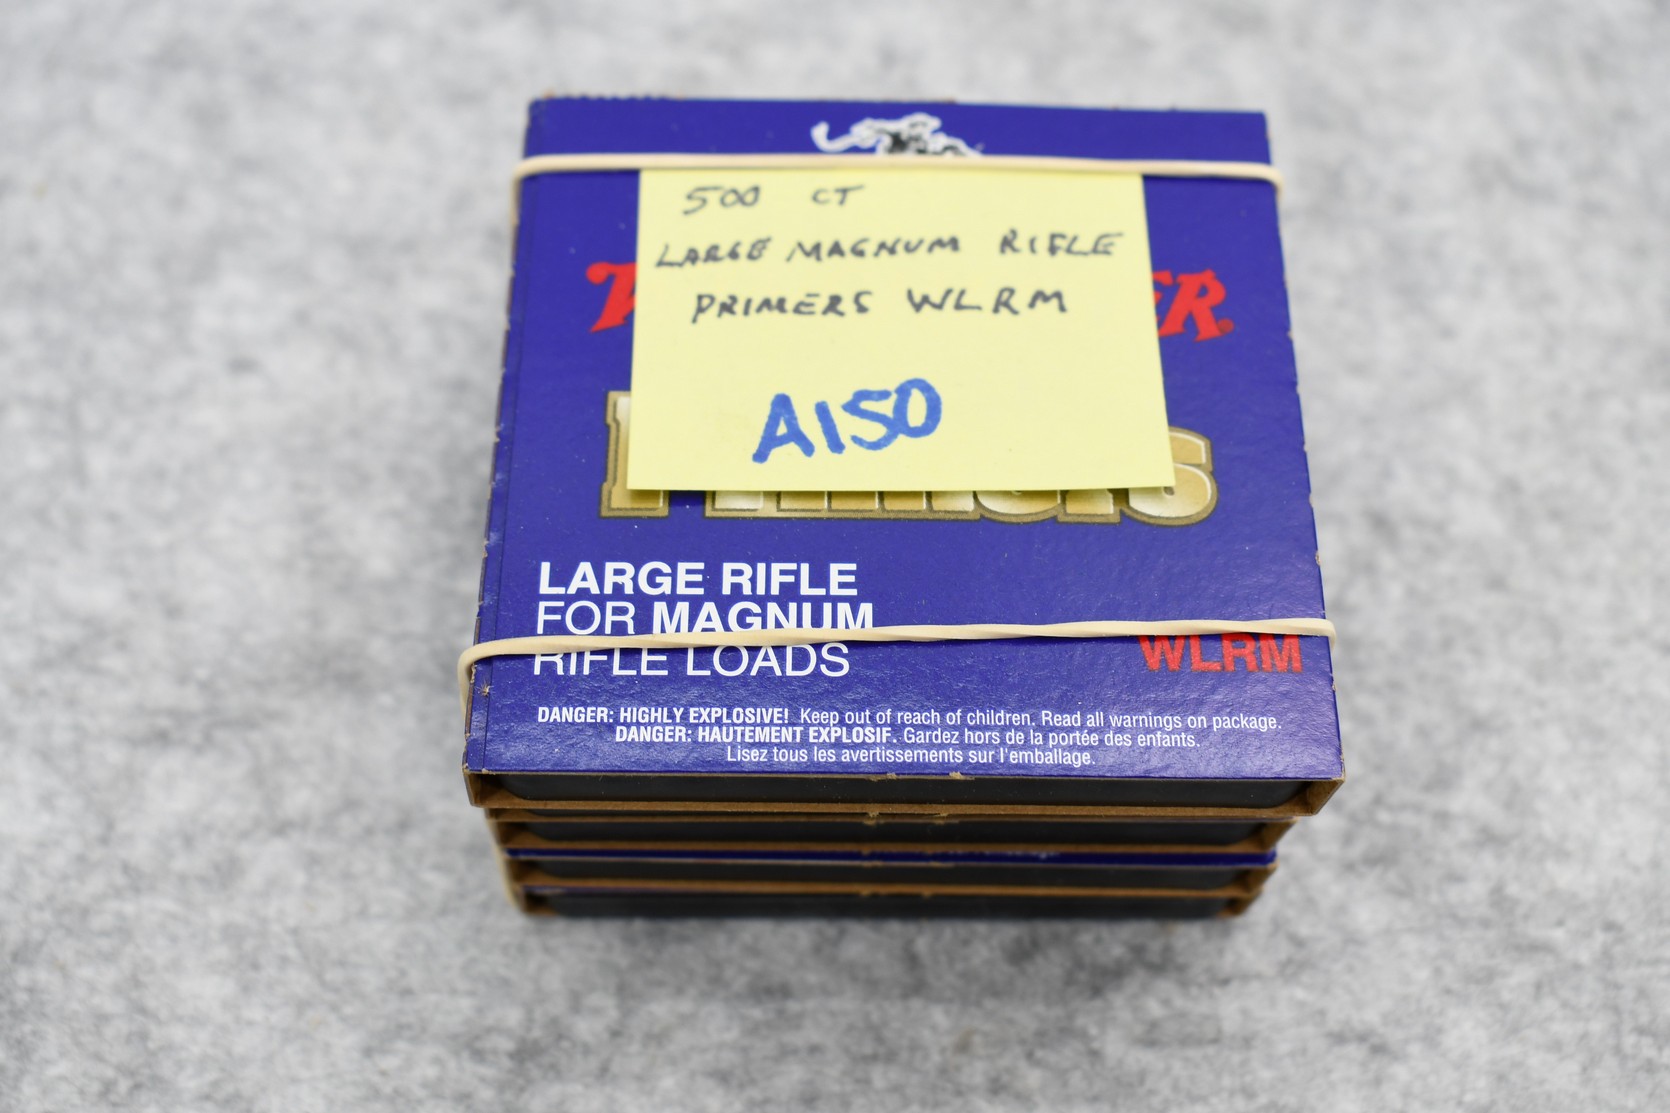 500 CT
LARGE MAGNUM RIFLE
PRIMERS WLRM
A150
LARGE RIFLE
FOR MAGNUM
RIFLE LOADS
WLRM
DANGER: HIGHLY EXPLOSIVE! Keep out of reach of children. Read all warnings on package.
DANGER: HAUTEMENT EXPLOSIF. Gardez hors de la portée des enfants.
Lisez tous les avertissements sur l'emballage.